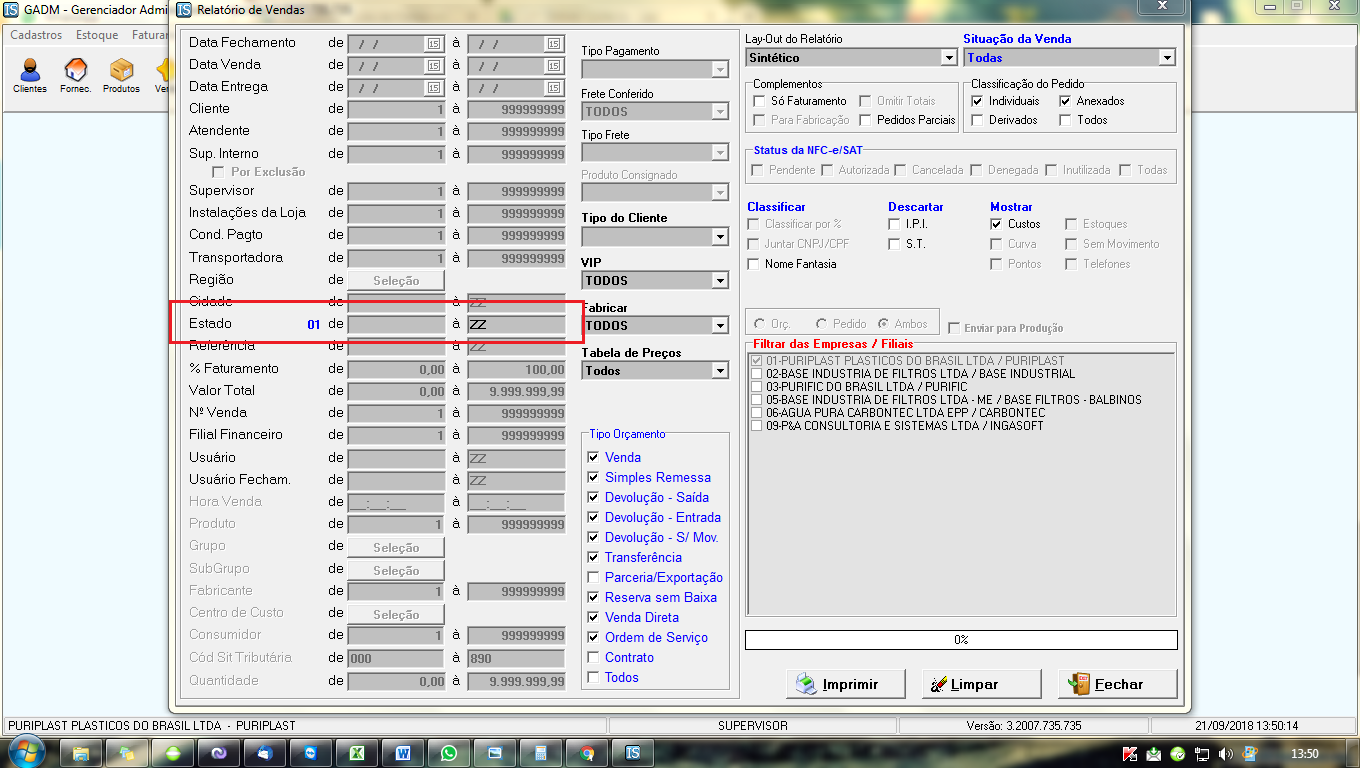 GADM - Gerenciador Admi
Relatório de Vendas
Cadastros Estoque Fatura
Clientes Fornec. Produtos Ve
Data Fechamento de / / 15 à / / 15
Data Venda de / / 15 à / / 15
Data Entrega de / / 15 à / / 15
Cliente de 1 à 999999999
Atendente de 1 à 999999999
Sup. Interno de 1 à 999999999
Por Exclusão
Supervisor de 1 à 999999999
Instalações da Loja de 1 à 999999999
Cond. Pagto de 1 à 999999999
Transportadora de 1 à 999999999
Região de Seleção
Cidade de à ZZ
Estado 01 de à ZZ
Referência de à ZZ
% Faturamento de 0,00 à 100,00
Valor Total de 0,00 à 9.999.999,99
Nº Venda de 1 à 999999999
Filial Financeiro de 1 à 999999999
Usuário de à ZZ
Usuário Fecham. de à ZZ
Hora Venda de __:__:__ à __:__:__
Produto de 1 à 999999999
Grupo de Seleção
SubGrupo de Seleção
Fabricante de 1 à 999999999
Centro de Custo de Seleção
Consumidor de 1 à 999999999
Cód Sit Tributária de 000 à 890
Quantidade de 0,00 à 9.999.999,99
Tipo Pagamento
Frete Conferido
TODOS
Tipo Frete
Produto Consignado
Tipo do Cliente
VIP
TODOS
Fabricar
TODOS
Tabela de Preços
Todos
Tipo Orçamento
Venda
Simples Remessa
Devolução - Saída
Devolução - Entrada
Devolução - S/ Mov.
Transferência
Parceria/Exportação
Reserva sem Baixa
Venda Direta
Ordem de Serviço
Contrato
Todos
Lay-Out do Relatório
Sintético
Situação da Venda
Todas
Complementos
Só Faturamento Omitir Totais
Para Fabricação Pedidos Parciais
Classificação do Pedido
Individuais Anexados
Derivados Todos
Status da NFC-e/SAT
Pendente Autorizada Cancelada Denegada Inutilizada Todas
Classificar Descartar Mostrar
Classificar por % I.P.I. Custos Estoques
Juntar CNPJ/CPF S.T. Curva Sem Movimento
Nome Fantasia Pontos Telefones
Orç. Pedido Ambos Enviar para Produção
Filtrar das Empresas / Filiais
01-PURIPLAST PLASTICOS DO BRASIL LTDA / PURIPLAST
02-BASE INDUSTRIA DE FILTROS LTDA / BASE INDUSTRIAL
03-PURIFIC DO BRASIL LTDA / PURIFIC
05-BASE INDUSTRIA DE FILTROS LTDA - ME / BASE FILTROS - BALBINOS
06-AGUA PURA CARBONTEC LTDA EPP / CARBONTEC
09-P&A CONSULTORIA E SISTEMAS LTDA / INGASOFT
0%
Imprimir Limpar Fechar
PURIPLAST PLASTICOS DO BRASIL LTDA - PURIPLAST SUPERVISOR Versão: 3.2007.735.735 21/09/2018 13:50:14
13:50